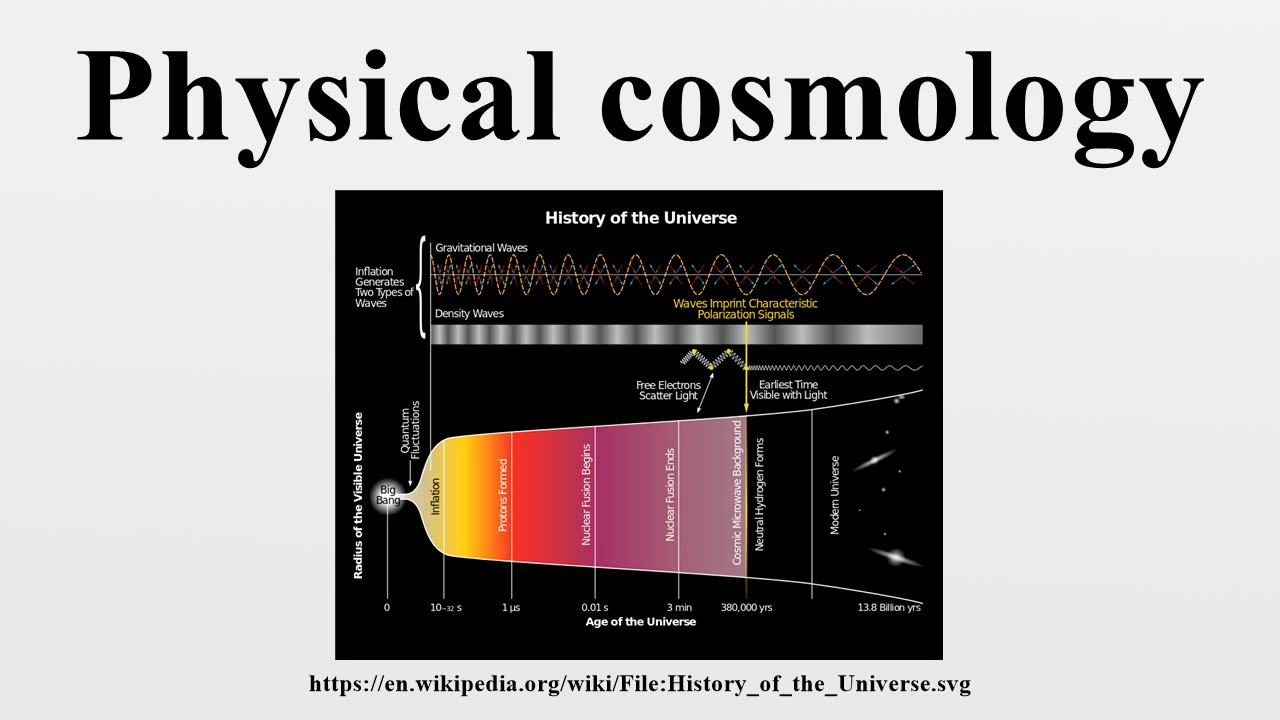 Physical cosmology
History of the Universe
Gravitational Waves
Inflation
Generates
Two Types of
Waves
Waves Imprint Characteristic
Polarization Signals
Density Waves
Free Electrons
Scatter Light
Earliest Time
Visible with Light
Radius of the Visible Universe
Quantum
Fluctuations
Big
Bang
Inflation
Protons Formed
Nuclear Fusion Begins
Nuclear Fusion Ends
Cosmic Microwave Background
Neutral Hydrogen Forms
Modern Universe
0
10−32 s
1 µs
0.01 s
3 min
380,000 yrs
13.8 Billion yrs
Age of the Universe
https://en.wikipedia.org/wiki/File:History_of_the_Universe.svg